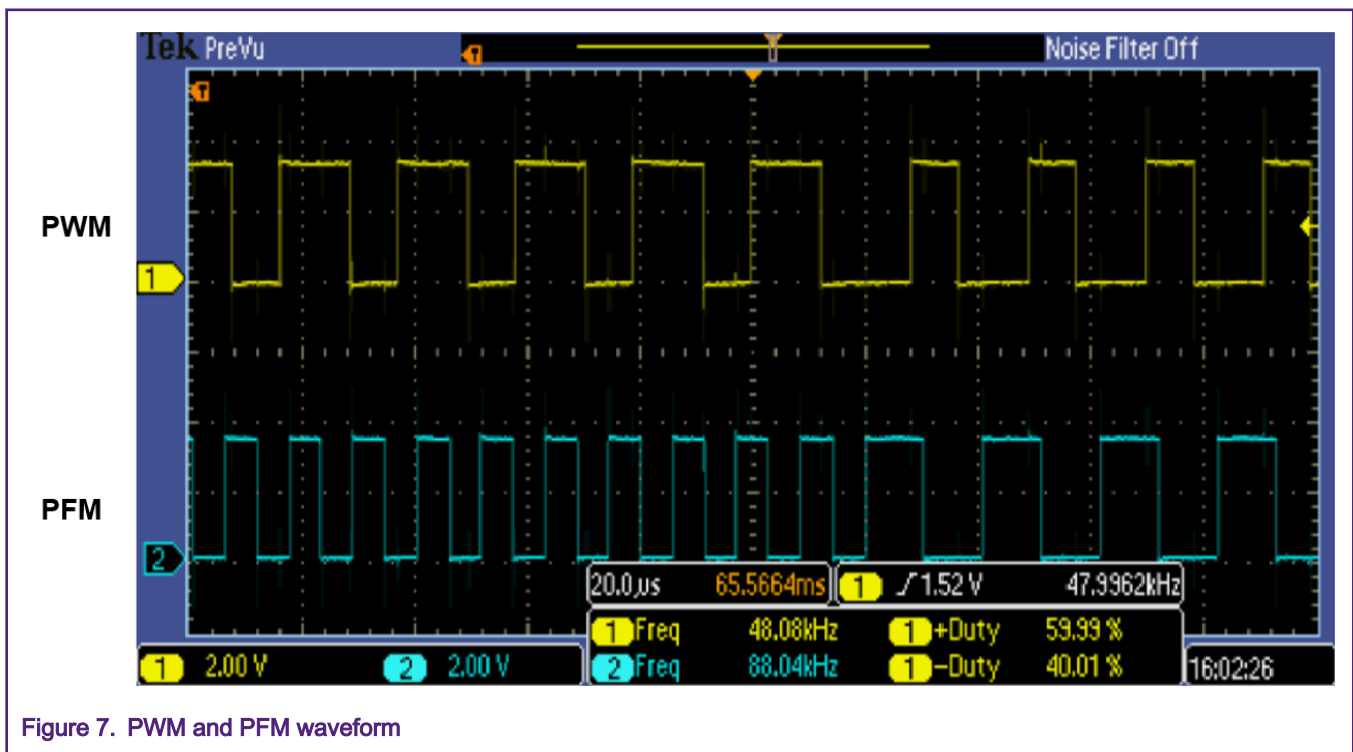 Tek PreVu
T
T
Noise Filter Off
T
PWM
1
PFM
2
20.0µs 65.5664ms
1 1.52 V 47.9962kHz
1 Freq 48.08kHz 1 +Duty 59.99 %
2 Freq 88.04kHz 1 -Duty 40.01 %
1 2.00 V 2 2.00 V
16:02:26
Figure 7. PWM and PFM waveform